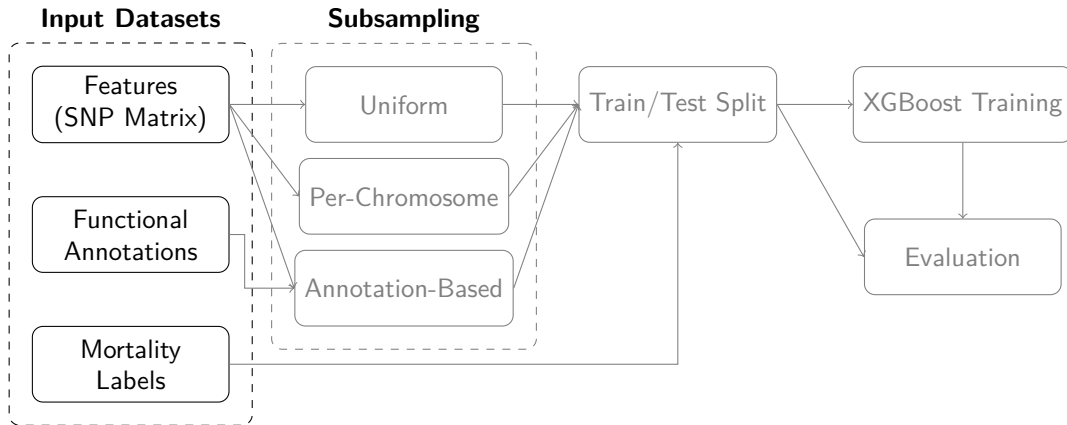 Input Datasets
Subsampling
Features
(SNP Matrix)
Functional
Annotations
Mortality
Labels
Uniform
Per-Chromosome
Annotation-Based
Train/Test Split
XGBoost Training
Evaluation